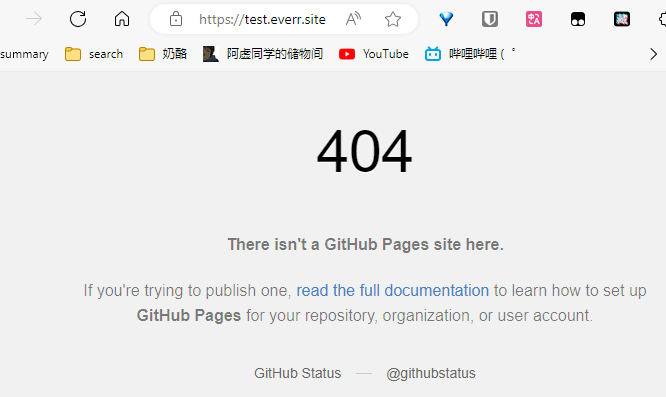 https://test.everr.site
summary search 奶酪 阿虚同学的储物间 YouTube 哔哩哔哩 ( ゜
404
There isn't a GitHub Pages site here.
If you're trying to publish one, read the full documentation to learn how to set up
GitHub Pages for your repository, organization, or user account.
GitHub Status — @githubstatus